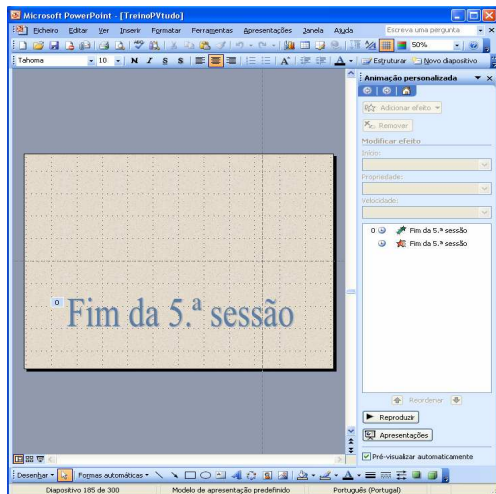 Microsoft PowerPoint - [TreinoPVtudo]
Ficheiro Editar Ver Inserir Formatar Ferramentas Apresentações Janela Ajuda Escreva uma pergunta
50%
Tahoma 10 N I S S A A Estruturar Novo diapositivo
Animação personalizada
Adicionar efeito
Remover
Modificar efeito
Início:
Propriedade:
Velocidade:
0 Fim da 5.ª sessão
Fim da 5.ª sessão
0
Fim da 5.ª sessão
Reordenar
Reproduzir
Apresentações
Pré-visualizar automaticamente
Desenhar Formas automáticas
Diapositivo 185 de 300 Modelo de apresentação predefinido Português (Portugal)